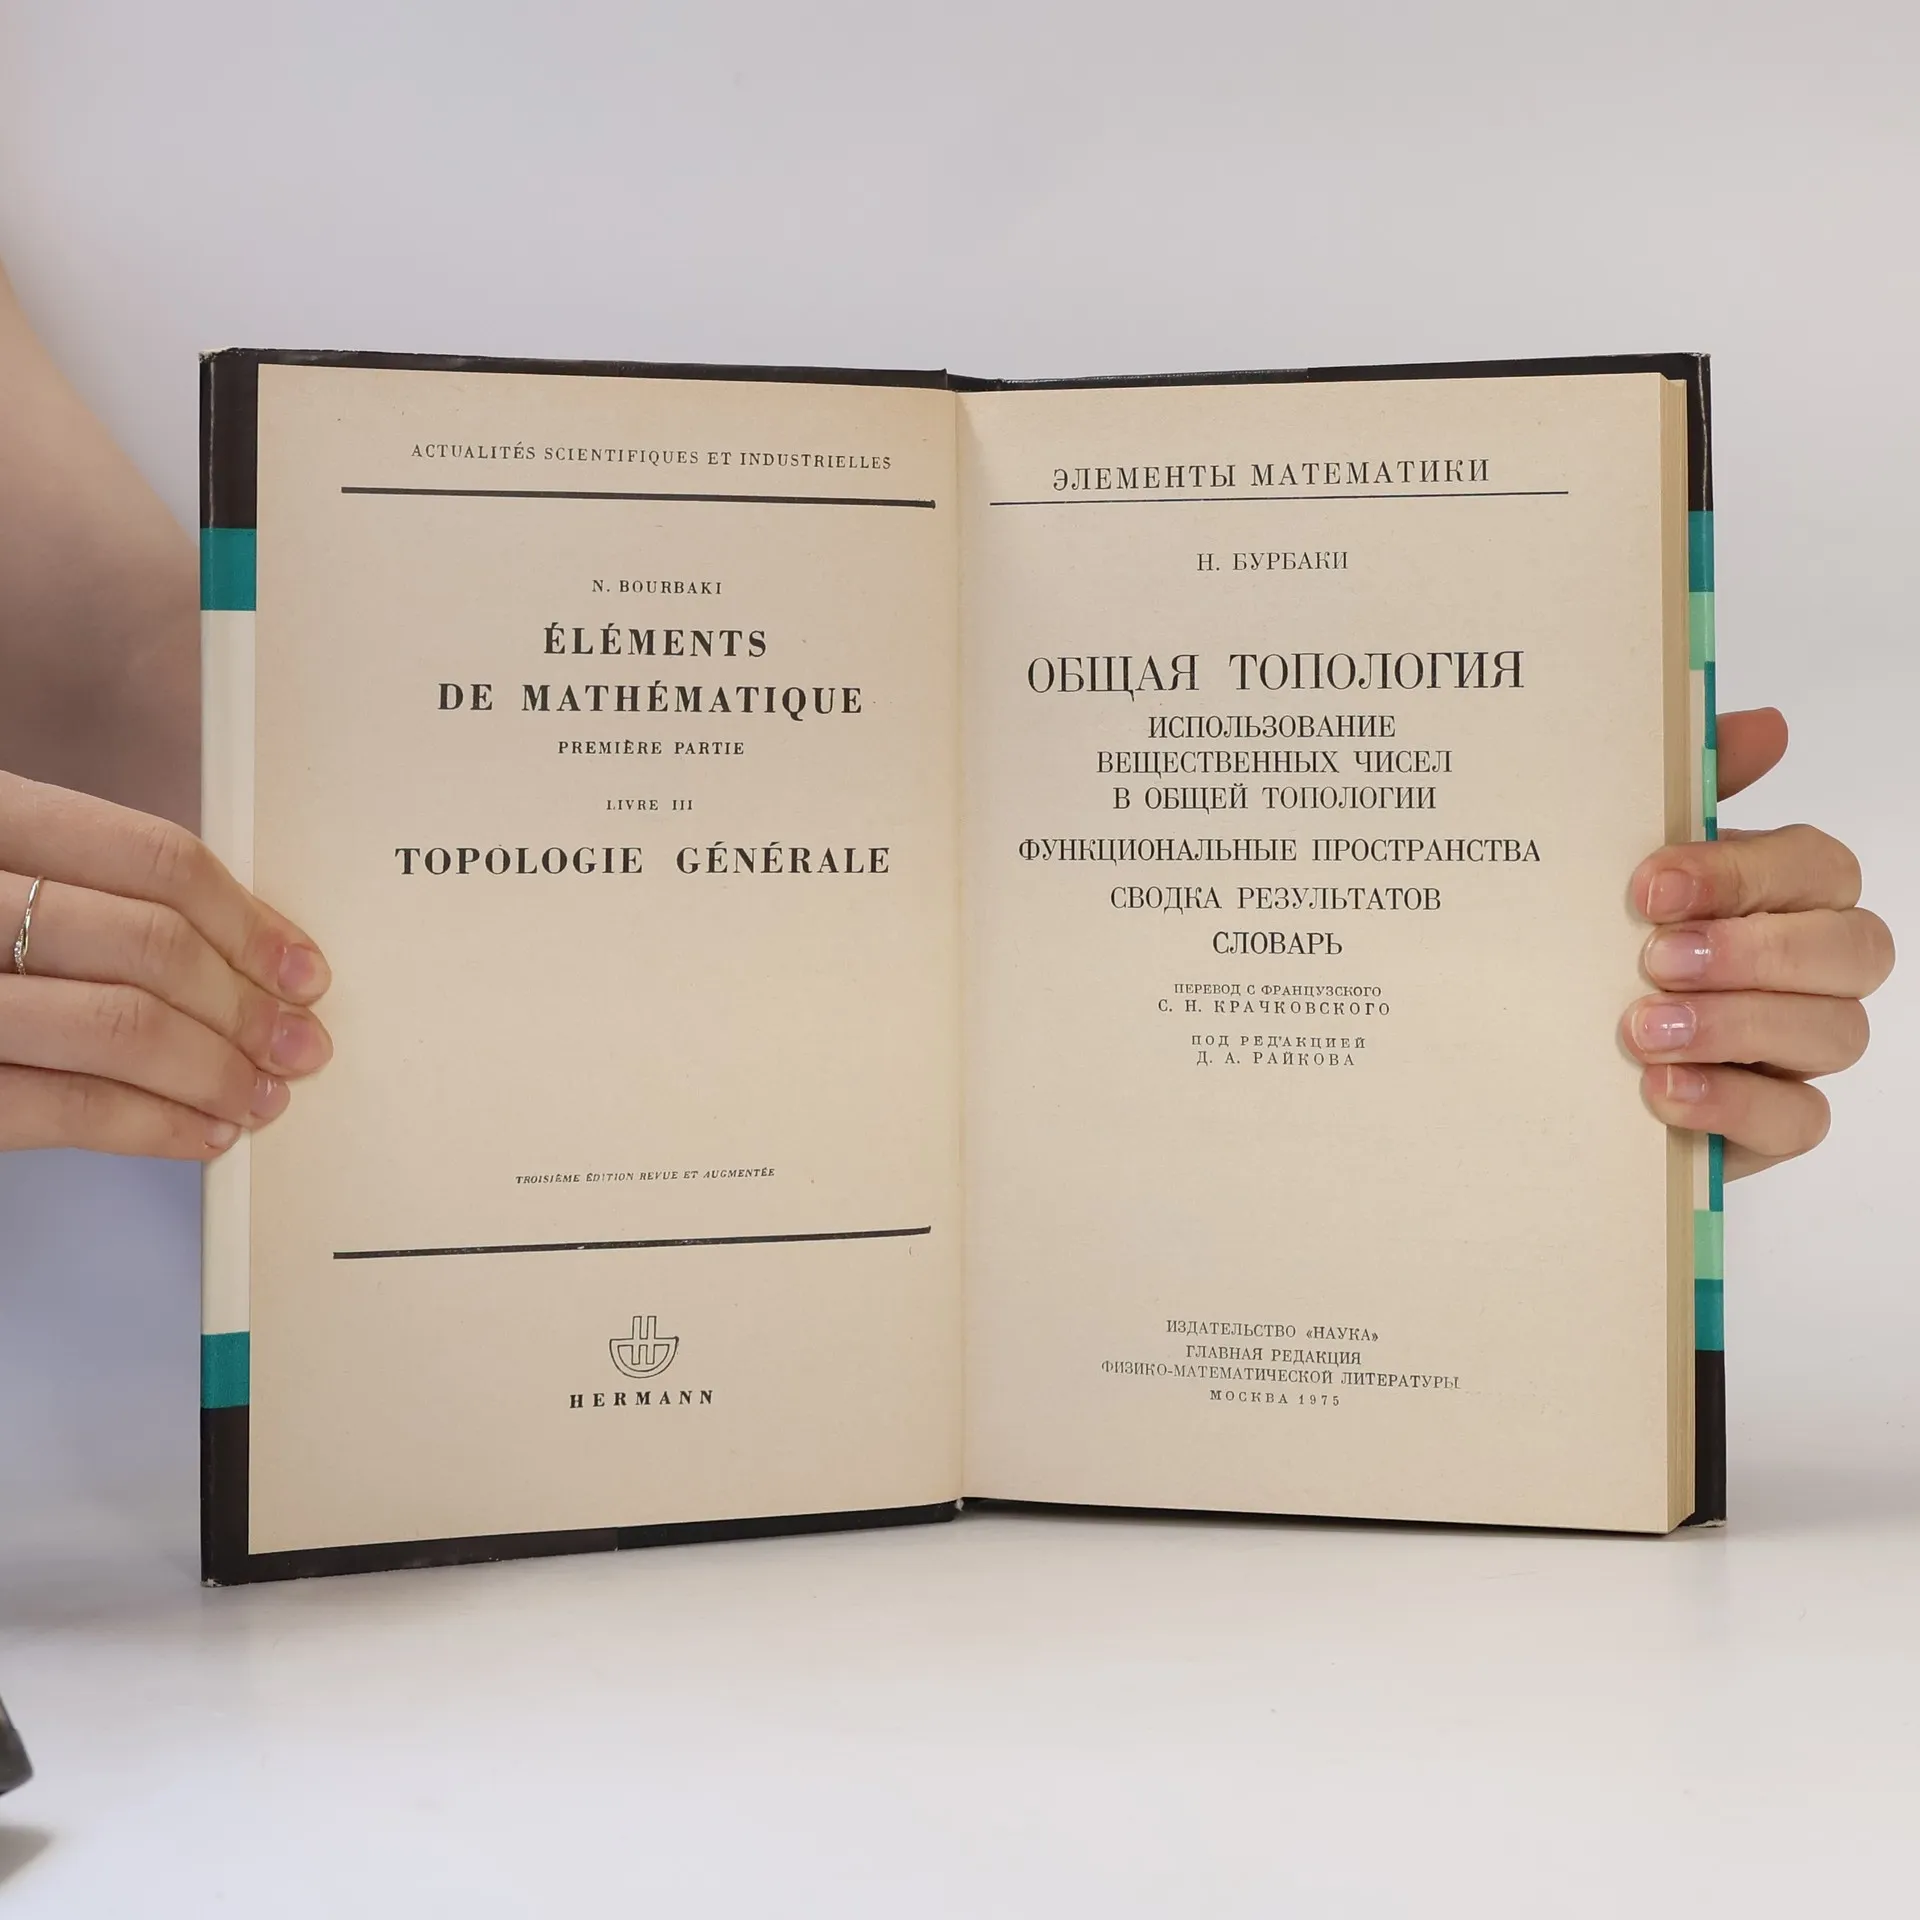 ACTUALITÉS SCIENTIFIQUES ET INDUSTRIELLES
N. BOURBAKI
ÉLÉMENTS
DE MATHÉMATIQUE
PREMIÈRE PARTIE
LIVRE III
TOPOLOGIE GÉNÉRALE
TROISIÈME ÉDITION REVUE ET AUGMENTÉE
HERMANN
ЭЛЕМЕНТЫ МАТЕМАТИКИ
Н. БУРБАКИ
ОБЩАЯ ТОПОЛОГИЯ
ИСПОЛЬЗОВАНИЕ
ВЕЩЕСТВЕННЫХ ЧИСЕЛ
В ОБЩЕЙ ТОПОЛОГИИ
ФУНКЦИОНАЛЬНЫЕ ПРОСТРАНСТВА
СВОДКА РЕЗУЛЬТАТОВ
СЛОВАРЬ
ПЕРЕВОД С ФРАНЦУЗСКОГО
С. Н. КРАЧКОВСКОГО
ПОД РЕДАКЦИЕЙ
Д. А. РАЙКОВА
ИЗДАТЕЛЬСТВО «НАУКА»
ГЛАВНАЯ РЕДАКЦИЯ
ФИЗИКО-МАТЕМАТИЧЕСКОЙ ЛИТЕРАТУРЫ
МОСКВА 1975